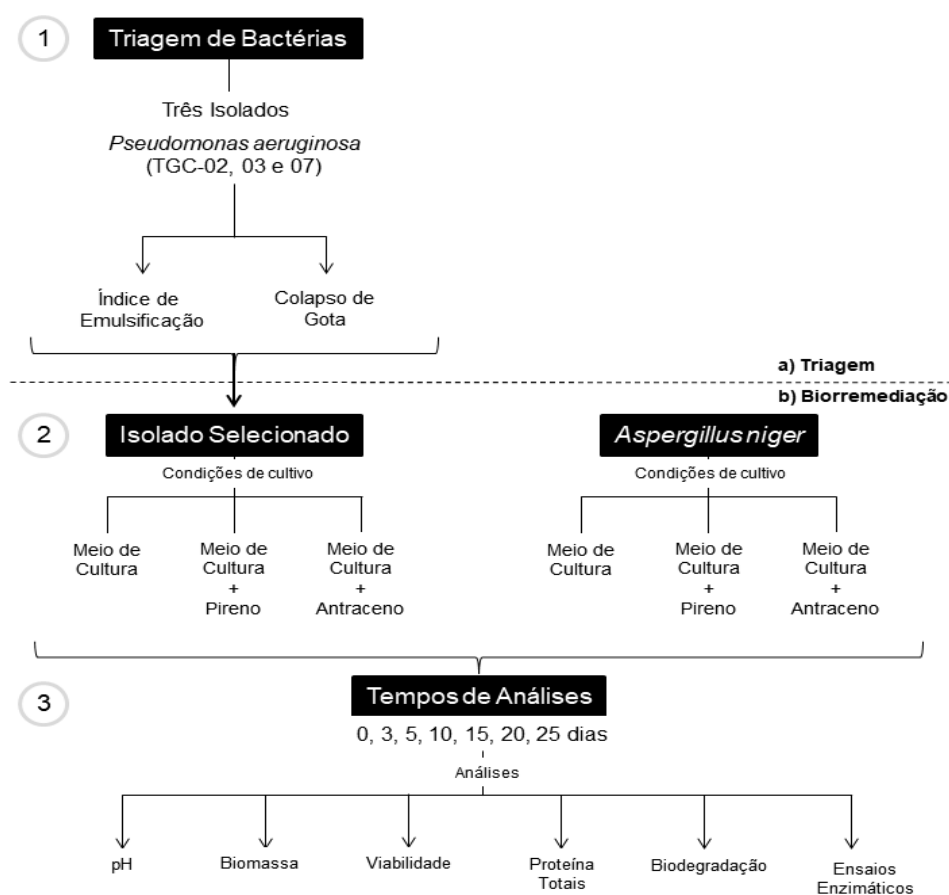 1
Triagem de Bactérias
Três Isolados
Pseudomonas aeruginosa
(TGC-02, 03 e 07)
Índice de
Emulsificação
Colapso de
Gota
a) Triagem
b) Biorremediação
2
Isolado Selecionado
Condições de cultivo
Meio de
Cultura
Meio de
Cultura
+
Pireno
Meio de
Cultura
+
Antraceno
Aspergillus niger
Condições de cultivo
Meio de
Cultura
Meio de
Cultura
+
Pireno
Meio de
Cultura
+
Antraceno
3
Tempos de Análises
0, 3, 5, 10, 15, 20, 25 dias
Análises
pH
Biomassa
Viabilidade
Proteína
Totais
Biodegradação
Ensaios
Enzimáticos